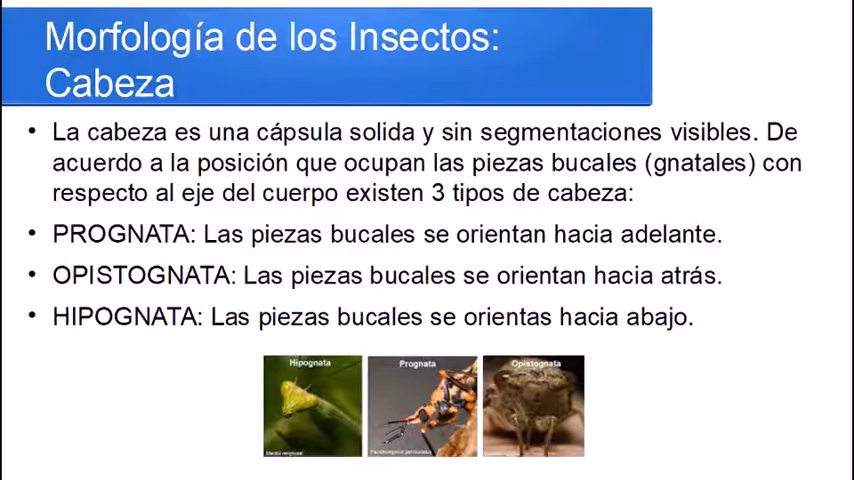 Morfología de los Insectos:
Cabeza
• La cabeza es una cápsula solida y sin segmentaciones visibles. De
acuerdo a la posición que ocupan las piezas bucales (gnatales) con
respecto al eje del cuerpo existen 3 tipos de cabeza:
• PROGNATA: Las piezas bucales se orientan hacia adelante.
• OPISTOGNATA: Las piezas bucales se orientan hacia atrás.
• HIPOGNATA: Las piezas bucales se orientas hacia abajo.
Hipognata
Prognata
Opistognata